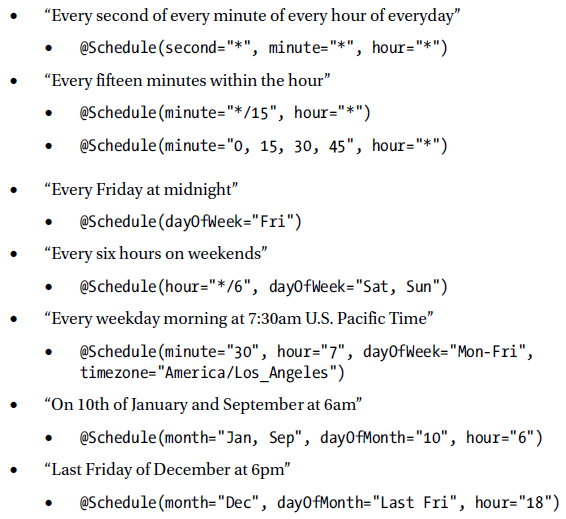 • “Every second of every minute of every hour of everyday”
• @Schedule(second="*", minute="*", hour="*")
• “Every fifteen minutes within the hour”
• @Schedule(minute="*/15", hour="*")
• @Schedule(minute="0, 15, 30, 45", hour="*")
• “Every Friday at midnight”
• @Schedule(dayOfWeek="Fri")
• “Every six hours on weekends”
• @Schedule(hour="*/6", dayOfWeek="Sat, Sun")
• “Every weekday morning at 7:30am U.S. Pacific Time”
• @Schedule(minute="30", hour="7", dayOfWeek="Mon-Fri",
timezone="America/Los_Angeles")
• “On 10th of January and September at 6am”
• @Schedule(month="Jan, Sep", dayOfMonth="10", hour="6")
• “Last Friday of December at 6pm”
• @Schedule(month="Dec", dayOfMonth="Last Fri", hour="18")